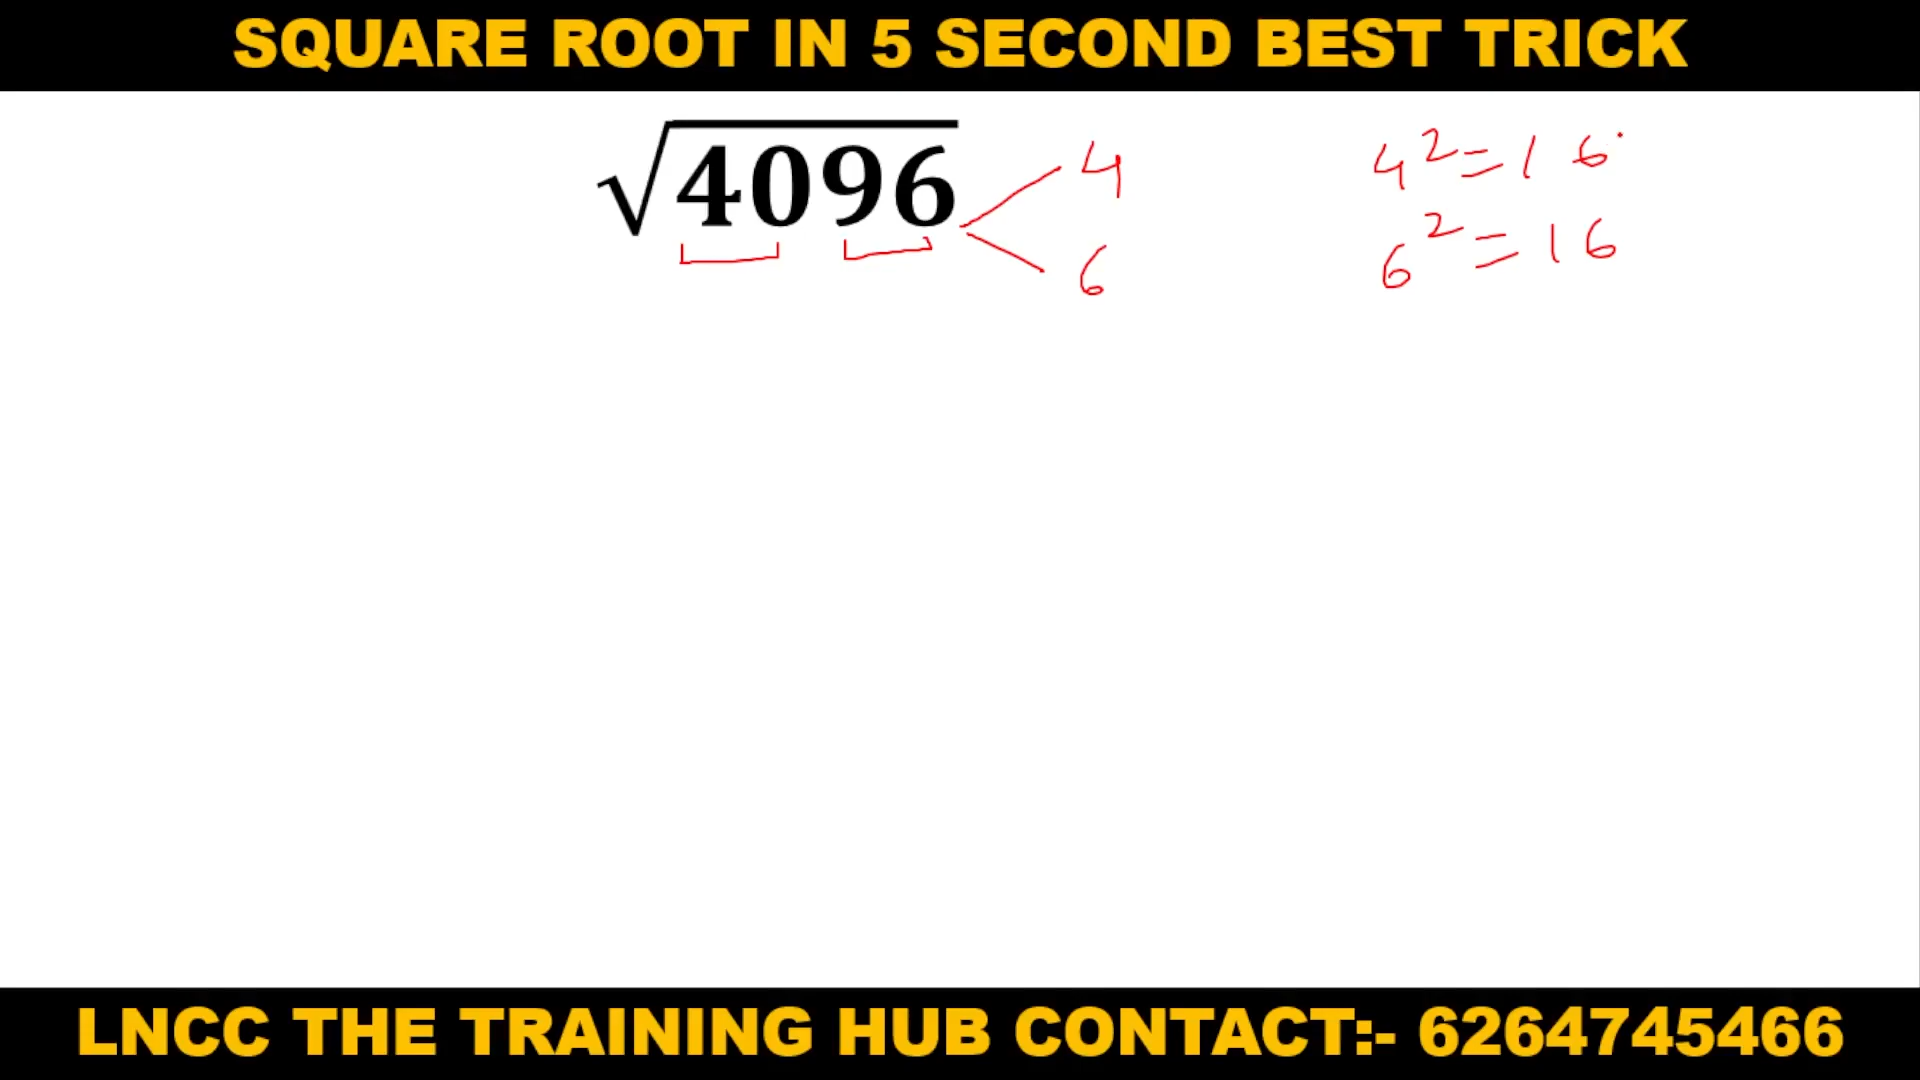 SQUARE ROOT IN 5 SECOND BEST TRICK
√4096
4
6
4²=16
6²=16
LNCC THE TRAINING HUB CONTACT:- 6264745466